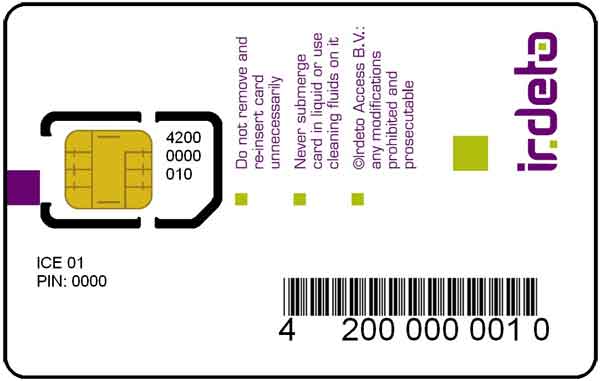 4200
0000
010
Do not remove and
re-insert card
unnecessarily
Never submerge
card in liquid or use
cleaning fluids on it
©Irdeto Access B.V.:
any modifications
prohibited and
prosecutable
irdeto
ICE 01
PIN: 0000
4 200 000 001 0